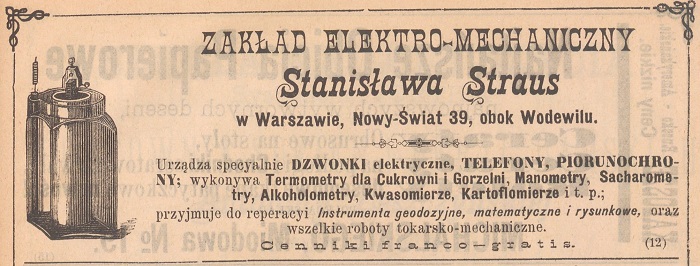 ZAKŁAD ELEKTRO-MECHANICZNY
Stanisława Straus
w Warszawie, Nowy-Świat 39, obok Wodewilu.
Urządza specyalnie DZWONKI elektryczne, TELEFONY, PIORUNOCHRO-
NY; wykonywa Termometry dla Cukrowni i Gorzelni, Manometry, Sacharome-
try, Alkoholometry, Kwasomierze, Kartoflomierze i t. p.;
przyjmuje do reperacyi Instrumenta geodozyjne, matematyczne i rysunkowe, oraz
wszelkie roboty tokarsko-mechaniczne.
Cenniki franco-gratis. (12)